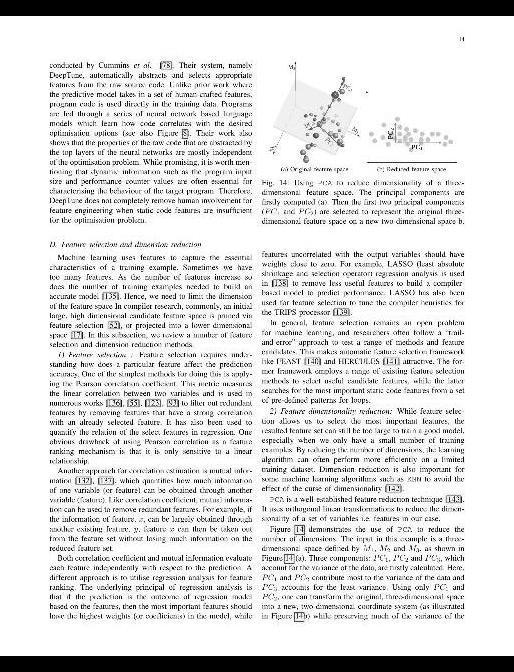 14
conducted by Cummins et al. [78]. Their system, namely
DeepTune, automatically abstracts and selects appropriate
features from the raw source code. Unlike prior work where
the predictive model takes in a set of human-crafted features,
program code is used directly in the training data. Programs
are fed through a series of neural network based language
models which learn how code correlates with the desired
optimisation options (see also Figure 8). Their work also
shows that the properties of the raw code that are abstracted by
the top layers of the neural networks are mostly independent
of the optimisation problem. While promising, it is worth men-
tioning that dynamic information such as the program input
size and performance counter values are often essential for
characterising the behaviour of the target program. Therefore,
DeepTune does not completely remove human involvement for
feature engineering when static code features are insufficient
for the optimisation problem.
D. Feature selection and dimension reduction
Machine learning uses features to capture the essential
characteristics of a training example. Sometimes we have
too many features. As the number of features increase so
does the number of training examples needed to build an
accurate model [135]. Hence, we need to limit the dimension
of the feature space In compiler research, commonly, an initial
large, high dimensional candidate feature space is pruned via
feature selection [52], or projected into a lower dimensional
space [17]. In this subsection, we review a number of feature
selection and dimension reduction methods.
1) Feature selection : Feature selection requires under-
standing how does a particular feature affect the prediction
accuracy. One of the simplest methods for doing this is apply-
ing the Pearson correlation coefficient. This metric measures
the linear correlation between two variables and is used in
numerous works [136], [55], [123], [93] to filter out redundant
features by removing features that have a strong correlation
with an already selected feature. It has also been used to
quantify the relation of the select features in regression. One
obvious drawback of using Pearson correlation as a feature
ranking mechanism is that it is only sensitive to a linear
relationship.
Another approach for correlation estimation is mutual infor-
mation [132], [137], which quantifies how much information
of one variable (or feature) can be obtained through another
variable (feature). Like correlation coefficient, mutual informa-
tion can be used to remove redundant features. For example, if
the information of feature, x, can be largely obtained through
another existing feature, y, feature x can then be taken out
from the feature set without losing much information on the
reduced feature set.
Both correlation coefficient and mutual information evaluate
each feature independently with respect to the prediction. A
different approach is to utilise regression analysis for feature
ranking. The underlying principal of regression analysis is
that if the prediction is the outcome of regression model
based on the features, then the most important features should
have the highest weights (or coefficients) in the model, while
(a) Original feature space
(b) Reduced feature space
Fig. 14: Using PCA to reduce dimensionality of a three-
dimensional feature space. The principal components are
firstly computed (a). Then the first two principal components
(PC1 and PC2) are selected to represent the original three-
dimensional feature space on a new two-dimensional space b.
features uncorrelated with the output variables should have
weights close to zero. For example, LASSO (least absolute
shrinkage and selection operator) regression analysis is used
in [138] to remove less useful features to build a compiler-
based model to predict performance. LASSO has also been
used for feature selection to tune the compiler heuristics for
the TRIPS processor [139].
In general, feature selection remains an open problem
for machine learning, and researchers often follow a "trail-
and-error" approach to test a range of methods and feature
candidates. This makes automatic feature selection framework
like FEAST [140] and HERCULES [141] attractive. The for-
mer framework employs a range of existing feature selection
methods to select useful candidate features, while the latter
searches for the most important static code features from a set
of pre-defined patterns for loops.
2) Feature dimensionality reduction: While feature selec-
tion allows us to select the most important features, the
resulted feature set can still be too large to train a good model,
especially when we only have a small number of training
examples. By reducing the number of dimensions, the learning
algorithm can often perform more efficiently on a limited
training dataset. Dimension reduction is also important for
some machine learning algorithms such as KNN to avoid the
effect of the curse of dimensionality [142].
PCA is a well-established feature reduction technique [143].
It uses orthogonal linear transformations to reduce the dimen-
sionality of a set of variables i.e. features in our case.
Figure 14 demonstrates the use of PCA to reduce the
number of dimensions. The input in this example is a three-
dimensional space defined by M1, M2 and M3, as shown in
Figure 14(a). Three components: PC1, PC2 and PC3, which
account for the variance of the data, are firstly calculated. Here,
PC1 and PC2 contribute most to the variance of the data and
PC3 accounts for the least variance. Using only PC1 and
PC2, one can transform the original, three-dimensional space
into a new, two-dimensional coordinate system (as illustrated
in Figure 14b) while preserving much of the variance of the